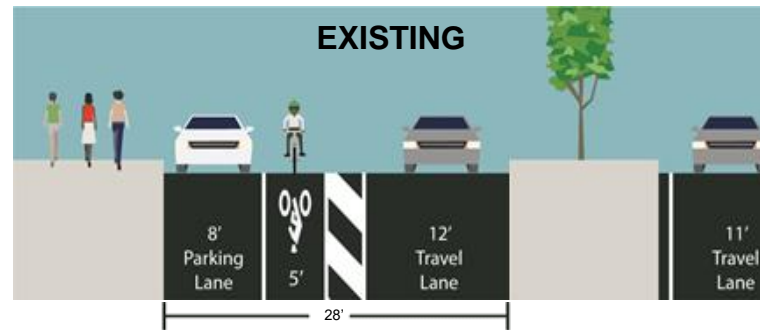 EXISTING
8'
Parking
Lane
5'
12'
Travel
Lane
11'
Travel
Lane
28'